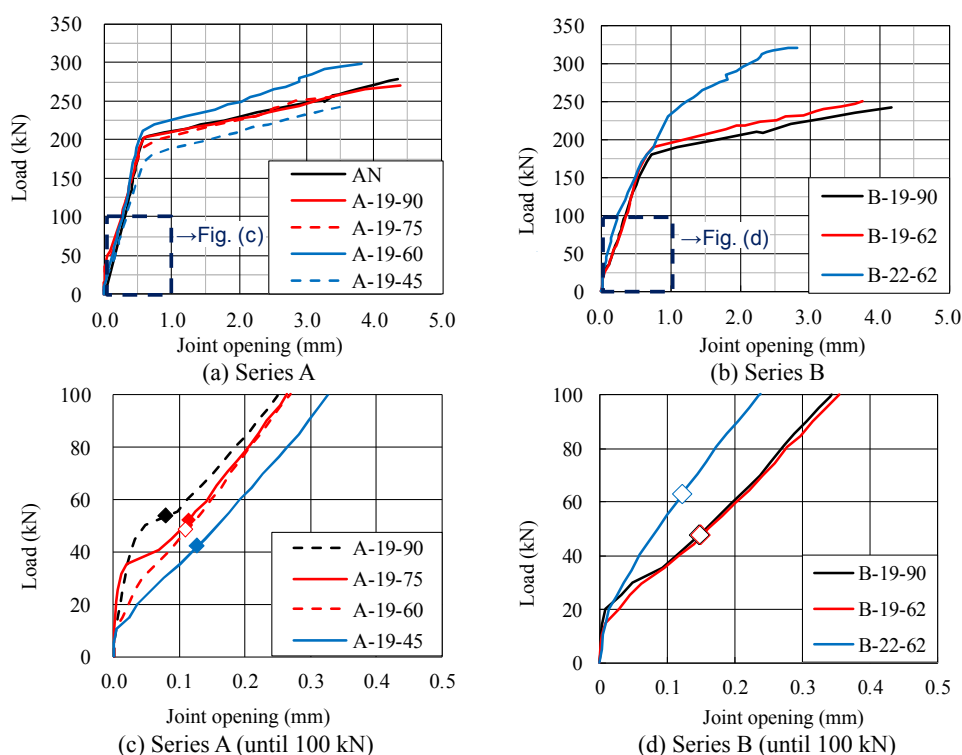 Load (kN)
350
300
250
200
150
100
50
0
→Fig. (c)
AN
A-19-90
A-19-75
A-19-60
A-19-45
0.0 1.0 2.0 3.0 4.0 5.0
Joint opening (mm)
(a) Series A
Load (kN)
350
300
250
200
150
100
50
0
→Fig. (d)
B-19-90
B-19-62
B-22-62
0.0 1.0 2.0 3.0 4.0 5.0
Joint opening (mm)
(b) Series B
Load (kN)
100
80
60
40
20
0
A-19-90
A-19-75
A-19-60
A-19-45
0.0 0.1 0.2 0.3 0.4 0.5
Joint opening (mm)
(c) Series A (until 100 kN)
Load (kN)
100
80
60
40
20
0
B-19-90
B-19-62
B-22-62
0 0.1 0.2 0.3 0.4 0.5
Joint opening (mm)
(d) Series B (until 100 kN)